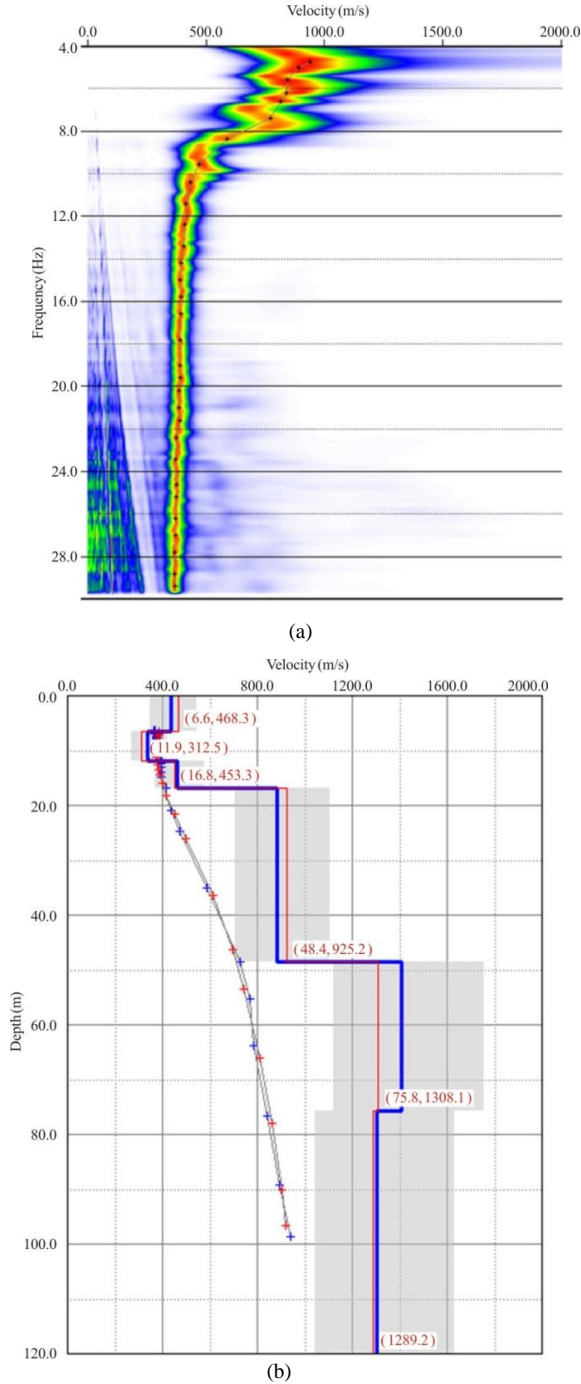 Velocity (m/s)
0.0 500.0 1000.0 1500.0 2000.0
4.0
8.0
12.0
16.0
20.0
24.0
28.0
Frequency (Hz)
(a)
Velocity (m/s)
0.0 400.0 800.0 1200.0 1600.0 2000.0
0.0
20.0
40.0
60.0
80.0
100.0
120.0
Depth (m)
(6.6, 468.3)
(11.9, 312.5)
(16.8, 453.3)
(48.4, 925.2)
(75.8, 1308.1)
(1289.2)
(b)